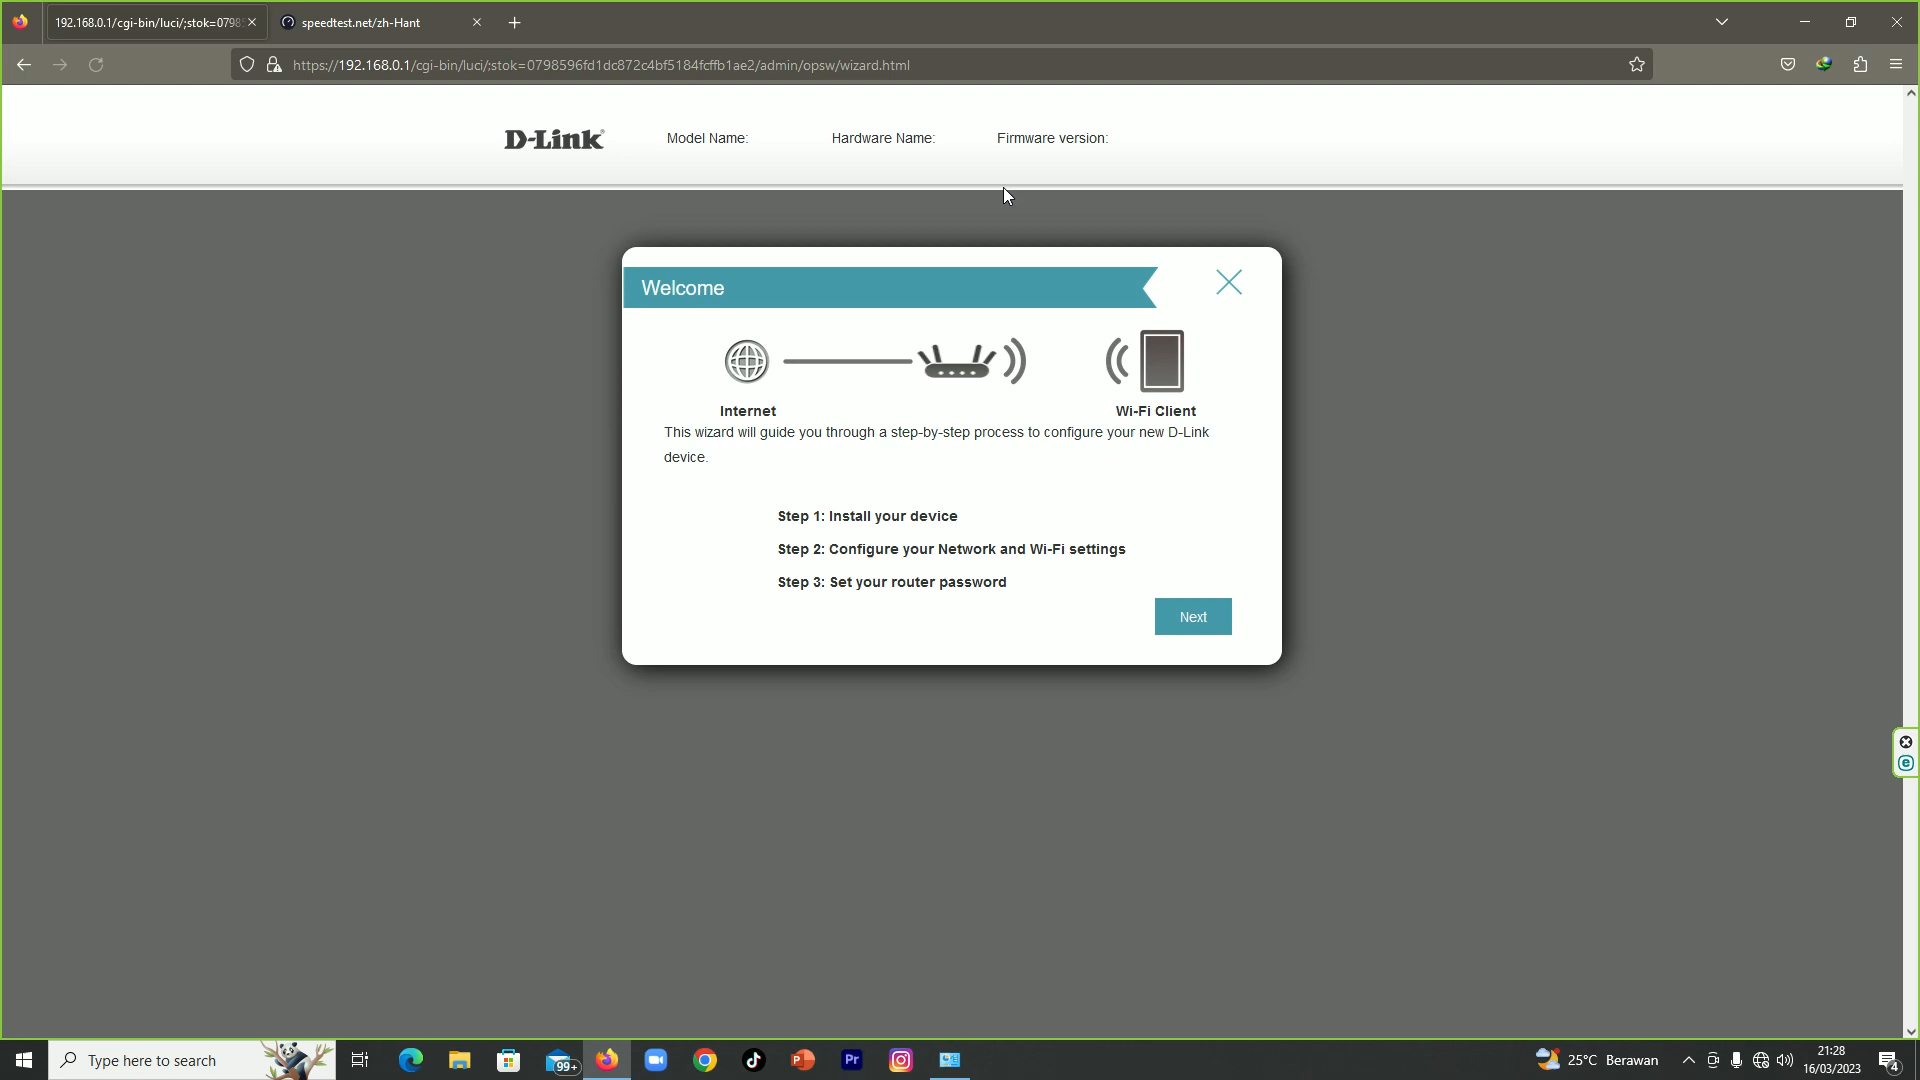 192.168.0.1/cgi-bin/luci/;stok=0798
speedtest.net/zh-Hant
https://192.168.0.1/cgi-bin/luci/;stok=0798596fd1dc872c4bf5184fcffb1ae2/admin/opsw/wizard.html
D-Link
Model Name:
Hardware Name:
Firmware version:
Welcome
Internet
Wi-Fi Client
This wizard will guide you through a step-by-step process to configure your new D-Link
device.
Step 1: Install your device
Step 2: Configure your Network and Wi-Fi settings
Step 3: Set your router password
Next
Type here to search
99+
P
Pr
25°C Berawan
21:28
16/03/2023
4